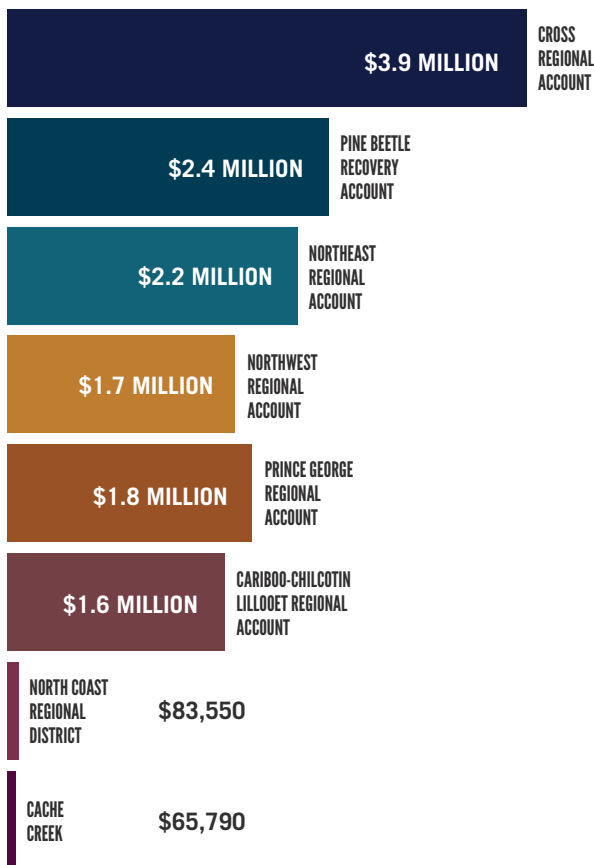 $3.9 MILLION
CROSS
REGIONAL
ACCOUNT
$2.4 MILLION
PINE BEETLE
RECOVERY
ACCOUNT
$2.2 MILLION
NORTHEAST
REGIONAL
ACCOUNT
$1.7 MILLION
NORTHWEST
REGIONAL
ACCOUNT
$1.8 MILLION
PRINCE GEORGE
REGIONAL
ACCOUNT
$1.6 MILLION
CARIBOO-CHILCOTIN
LILLOOET REGIONAL
ACCOUNT
NORTH COAST
REGIONAL
DISTRICT
$83,550
CACHE
CREEK
$65,790